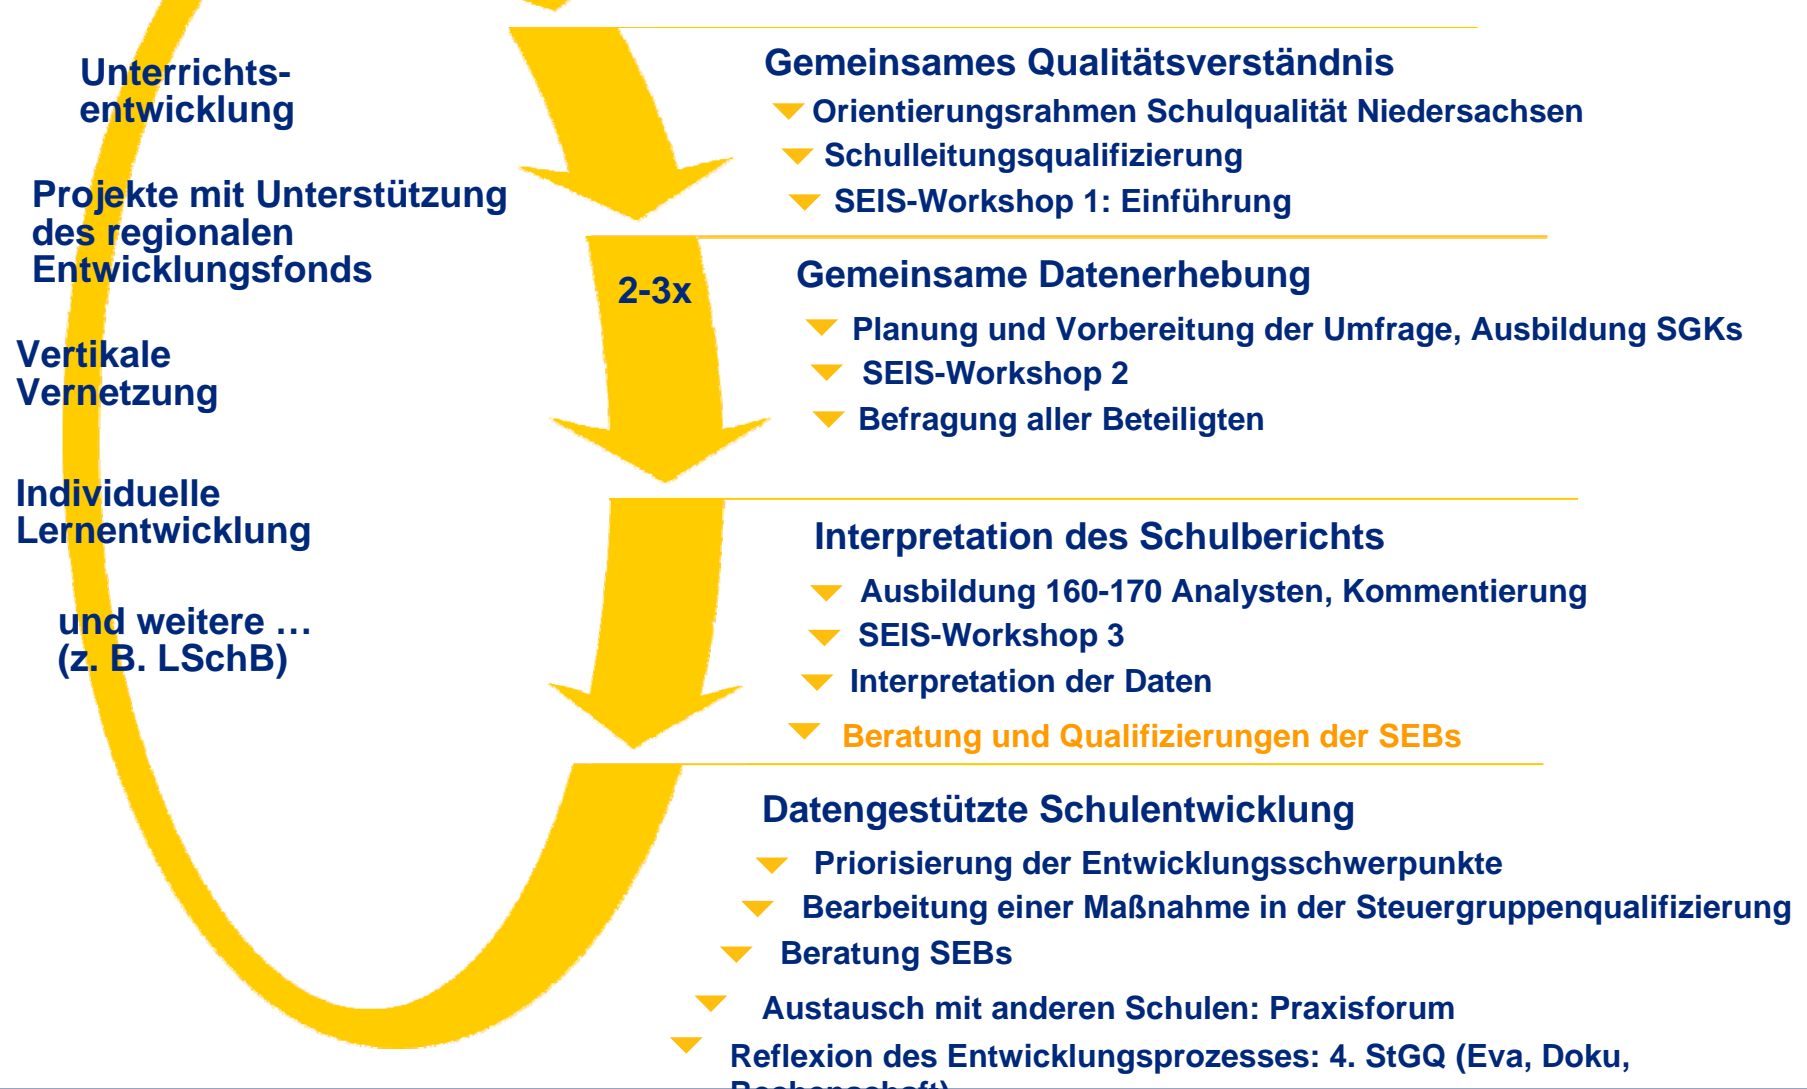 Unterrichts-
entwicklung
Projekte mit Unterstützung
des regionalen
Entwicklungsfonds
Vertikale
Vernetzung
Individuelle
Lernentwicklung
und weitere …
(z. B. LSchB)
2-3x
Gemeinsames Qualitätsverständnis
Orientierungsrahmen Schulqualität Niedersachsen
Schulleitungsqualifizierung
SEIS-Workshop 1: Einführung
Gemeinsame Datenerhebung
Planung und Vorbereitung der Umfrage, Ausbildung SGKs
SEIS-Workshop 2
Befragung aller Beteiligten
Interpretation des Schulberichts
Ausbildung 160-170 Analysten, Kommentierung
SEIS-Workshop 3
Interpretation der Daten
Beratung und Qualifizierungen der SEBs
Datengestützte Schulentwicklung
Priorisierung der Entwicklungsschwerpunkte
Bearbeitung einer Maßnahme in der Steuergruppenqualifizierung
Beratung SEBs
Austausch mit anderen Schulen: Praxisforum
Reflexion des Entwicklungsprozesses: 4. StGQ (Eva, Doku,